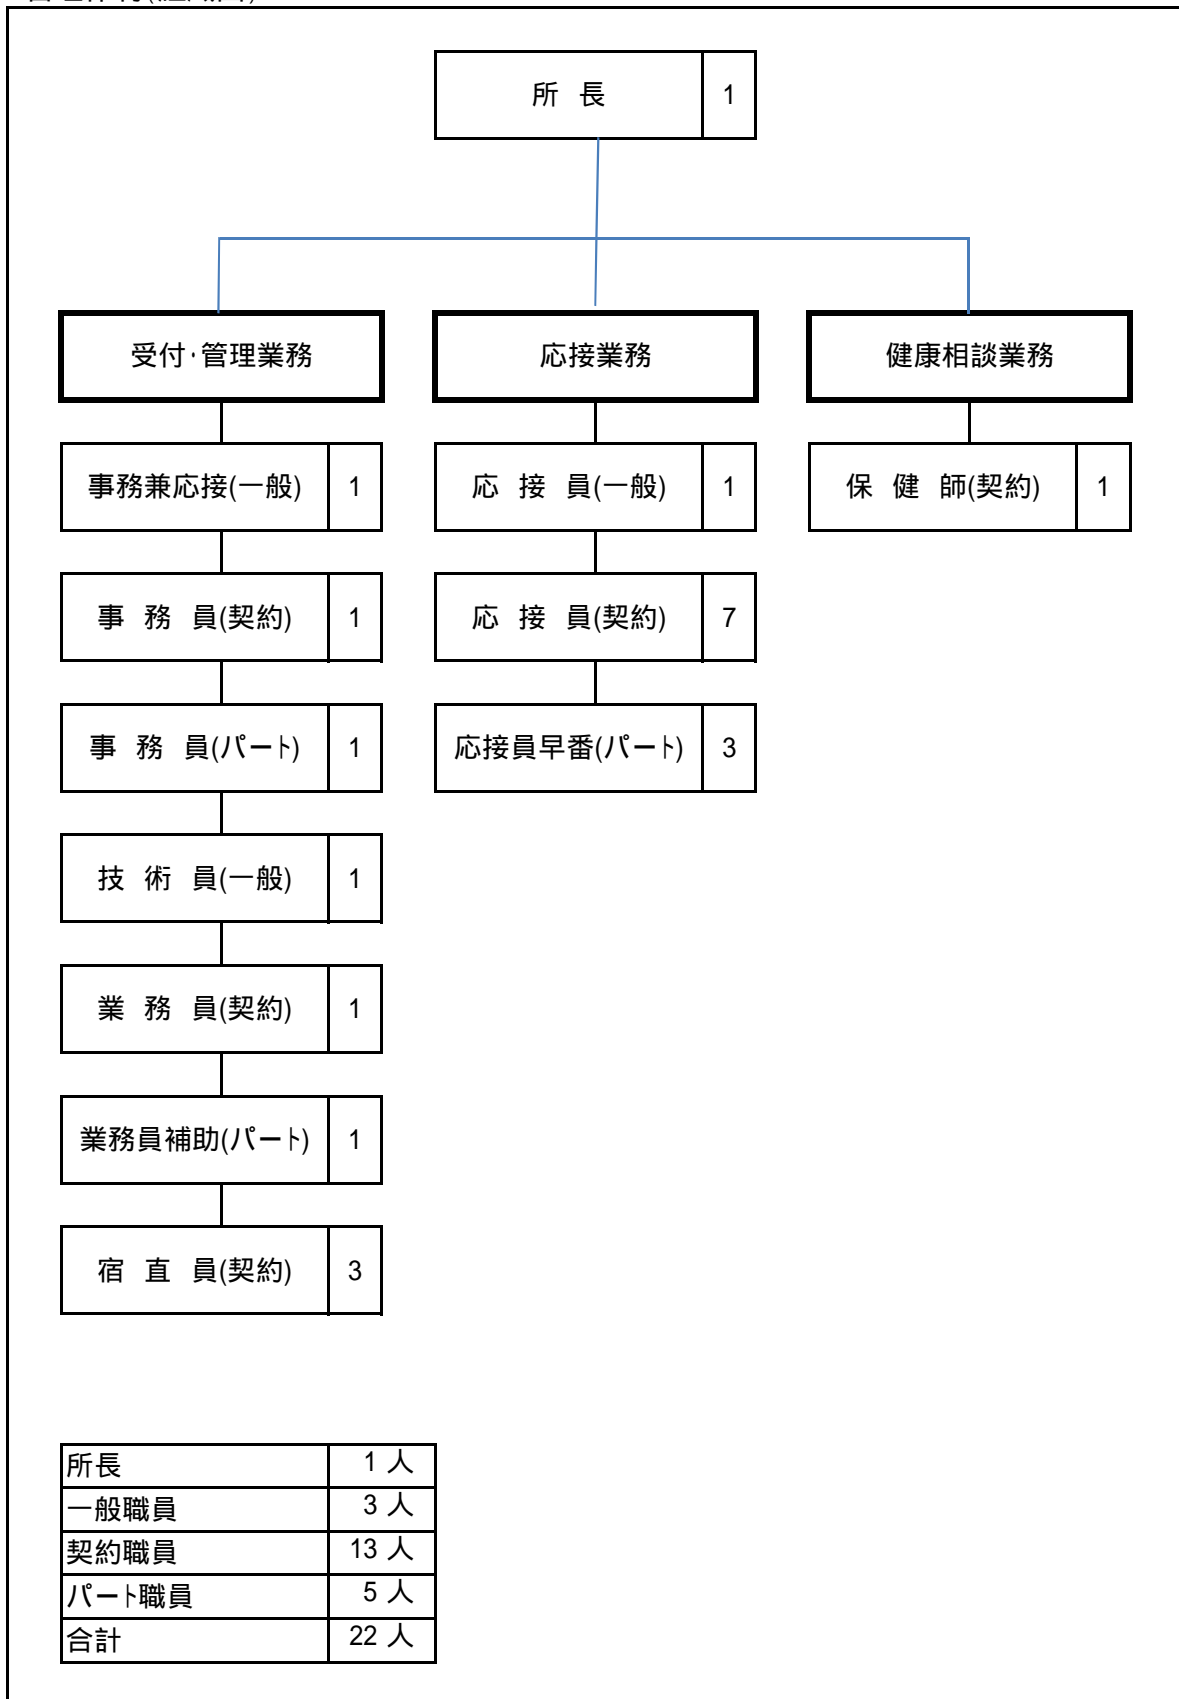 所 長 1
受付･管理業務 応接業務 健康相談業務
事務兼応接(一般) 1 応 接 員(一般) 1 保 健 師(契約) 1
事 務 員(契約) 1 応 接 員(契約) 7
事 務 員(パート) 1 応接員早番(パート) 3
技 術 員(一般) 1
業 務 員(契約) 1
業務員補助(パート) 1
宿 直 員(契約) 3
所長 1 人
一般職員 3 人
契約職員 13 人
パート職員 5 人
合計 22 人